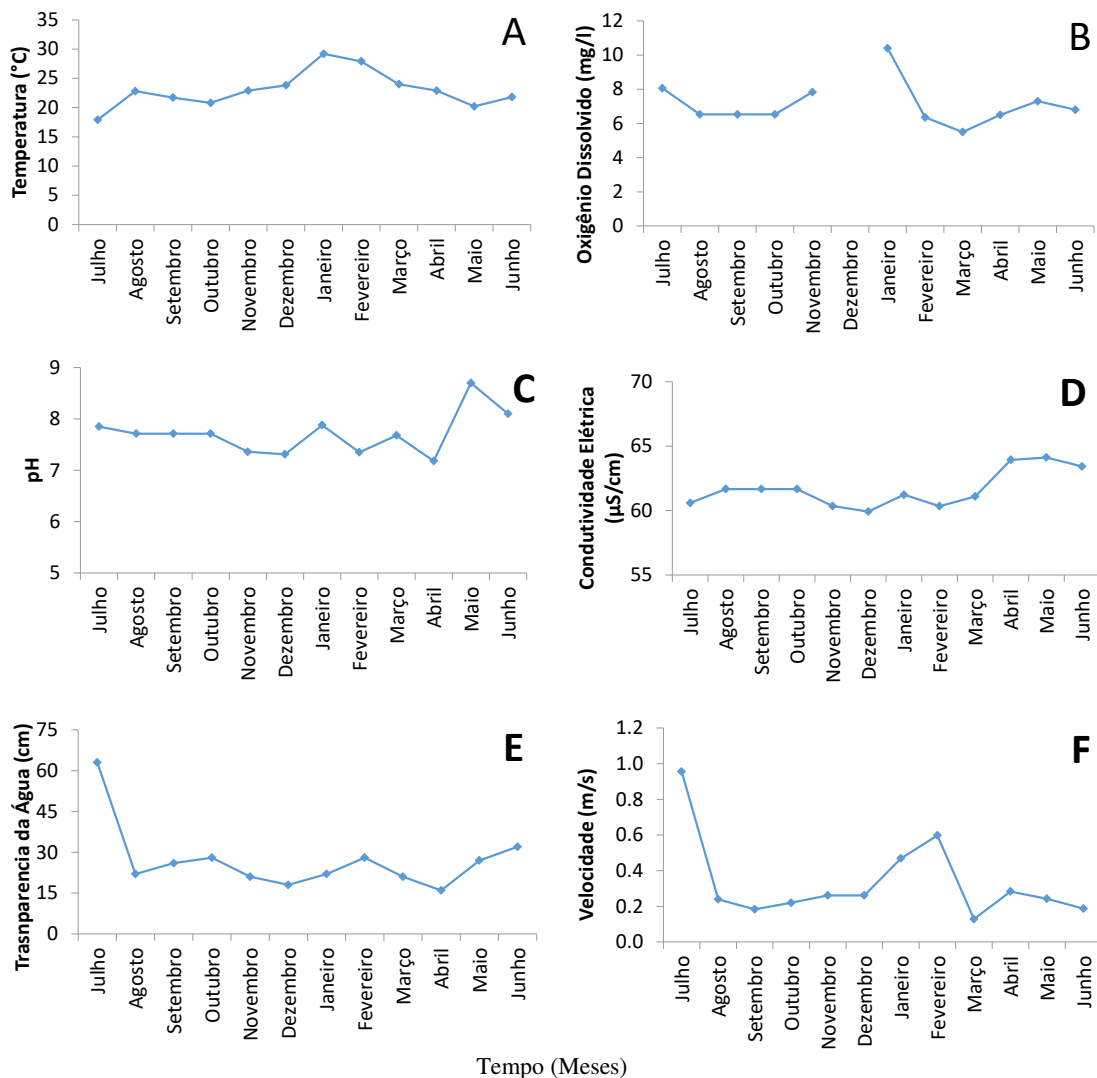 A
Temperatura (°C)
35
30
25
20
15
10
5
0
Julho
Agosto
Setembro
Outubro
Novembro
Dezembro
Janeiro
Fevereiro
Março
Abril
Maio
Junho
B
Oxigênio Dissolvido (mg/l)
12
10
8
6
4
2
0
Julho
Agosto
Setembro
Outubro
Novembro
Dezembro
Janeiro
Fevereiro
Março
Abril
Maio
Junho
C
pH
9
8
7
6
5
Julho
Agosto
Setembro
Outubro
Novembro
Dezembro
Janeiro
Fevereiro
Março
Abril
Maio
Junho
D
Condutividade Elétrica
(µS/cm)
70
65
60
55
Julho
Agosto
Setembro
Outubro
Novembro
Dezembro
Janeiro
Fevereiro
Março
Abril
Maio
Junho
E
Trasnparencia da Água (cm)
75
60
45
30
15
0
Julho
Agosto
Setembro
Outubro
Novembro
Dezembro
Janeiro
Fevereiro
Março
Abril
Maio
Junho
F
Velocidade (m/s)
1.2
1.0
0.8
0.6
0.4
0.2
0.0
Julho
Agosto
Setembro
Outubro
Novembro
Dezembro
Janeiro
Fevereiro
Março
Abril
Maio
Junho
Tempo (Meses)